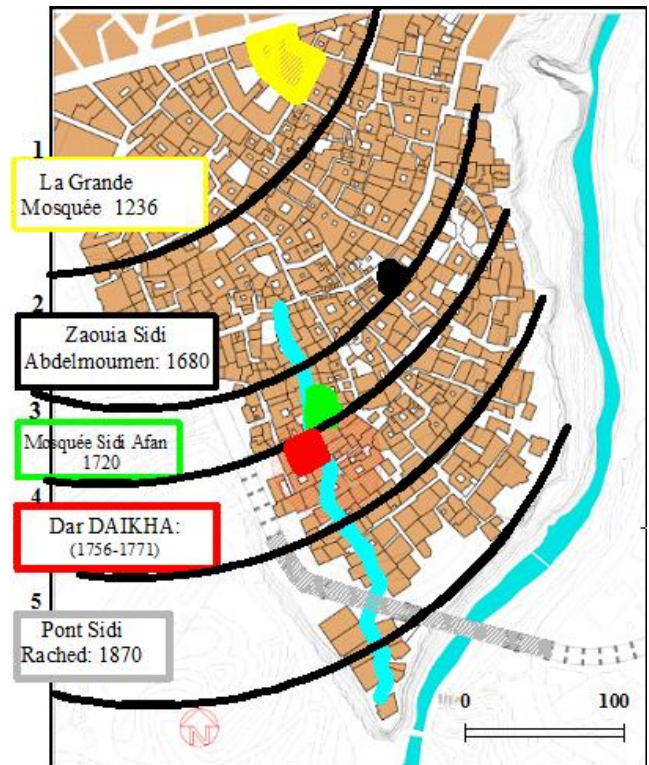 1
La Grande
Mosquée 1236
2
Zaouia Sidi
Abdelmoumen: 1680
3
Mosquée Sidi Afan
1720
4
Dar DAIKHA:
(1756-1771)
5
Pont Sidi
Rached: 1870
N
0 100